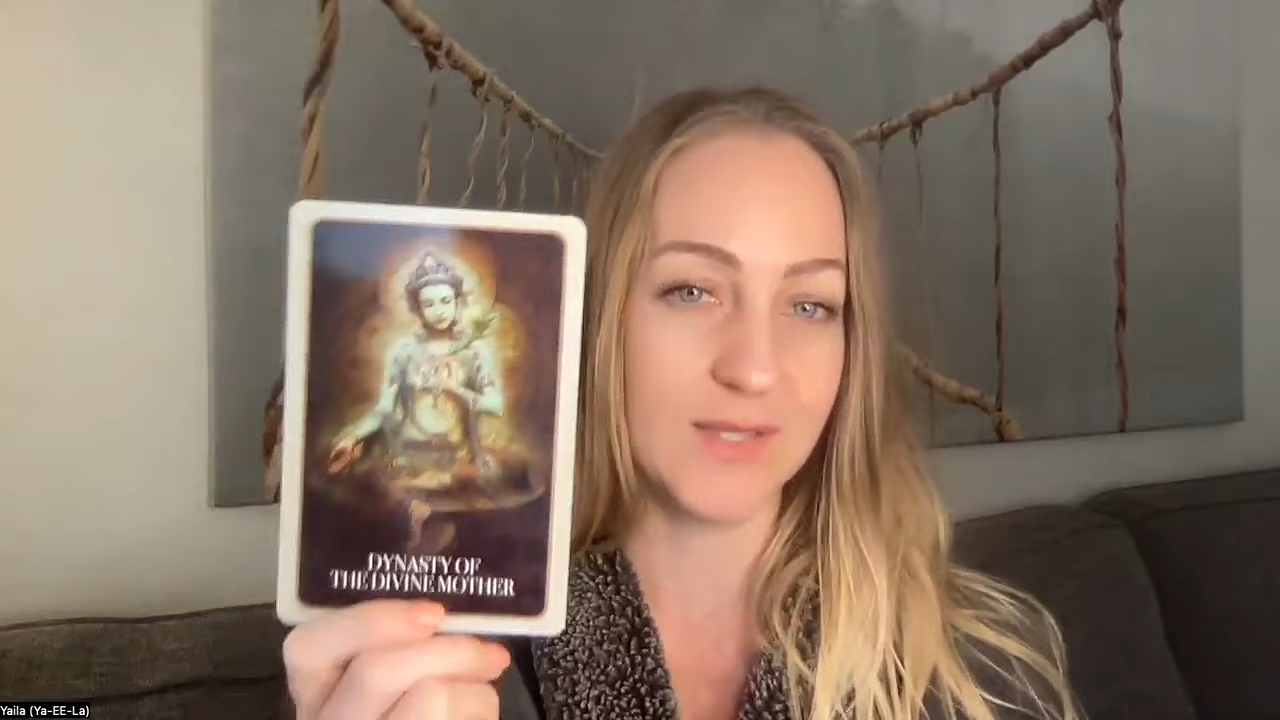 DYNASTY OF
THE DIVINE MOTHER
Yaila (Ya-EE-La)